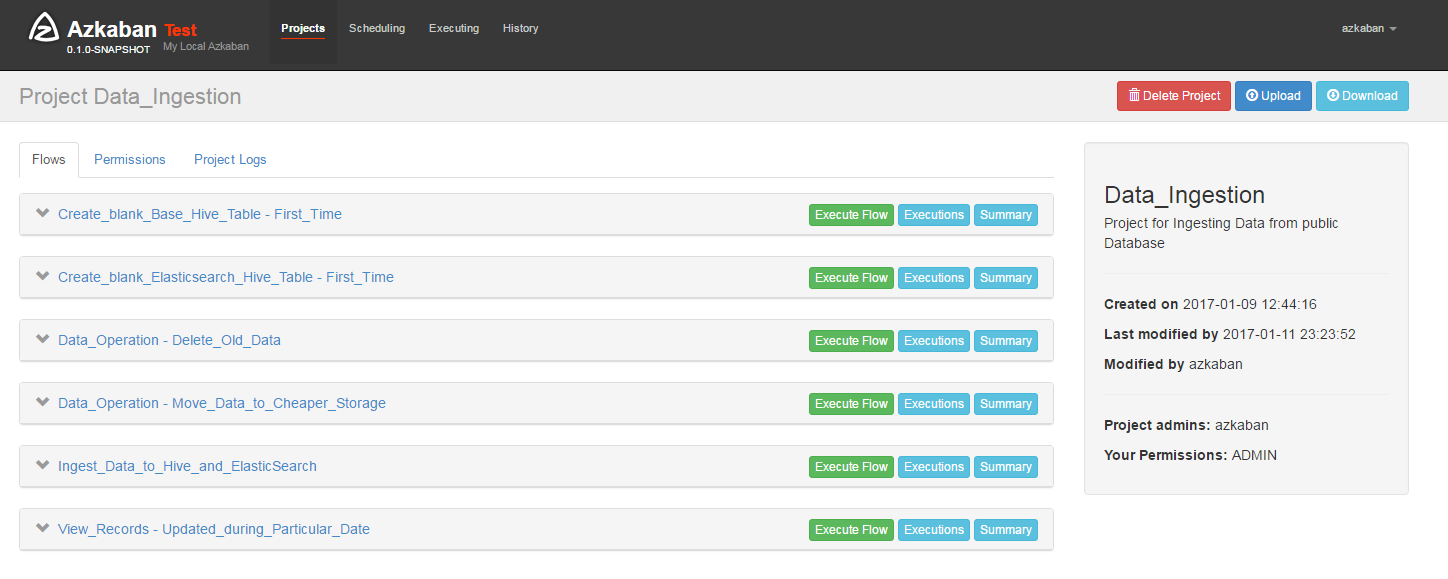 Azkaban Test
0.1.0-SNAPSHOT My Local Azkaban
Projects Scheduling Executing History azkaban
Project Data_Ingestion
Delete Project Upload Download
Flows Permissions Project Logs
Create_blank_Base_Hive_Table - First_Time Execute Flow Executions Summary
Create_blank_Elasticsearch_Hive_Table - First_Time Execute Flow Executions Summary
Data_Operation - Delete_Old_Data Execute Flow Executions Summary
Data_Operation - Move_Data_to_Cheaper_Storage Execute Flow Executions Summary
Ingest_Data_to_Hive_and_ElasticSearch Execute Flow Executions Summary
View_Records - Updated_during_Particular_Date Execute Flow Executions Summary
Data_Ingestion
Project for Ingesting Data from public
Database
Created on 2017-01-09 12:44:16
Last modified by 2017-01-11 23:23:52
Modified by azkaban
Project admins: azkaban
Your Permissions: ADMIN